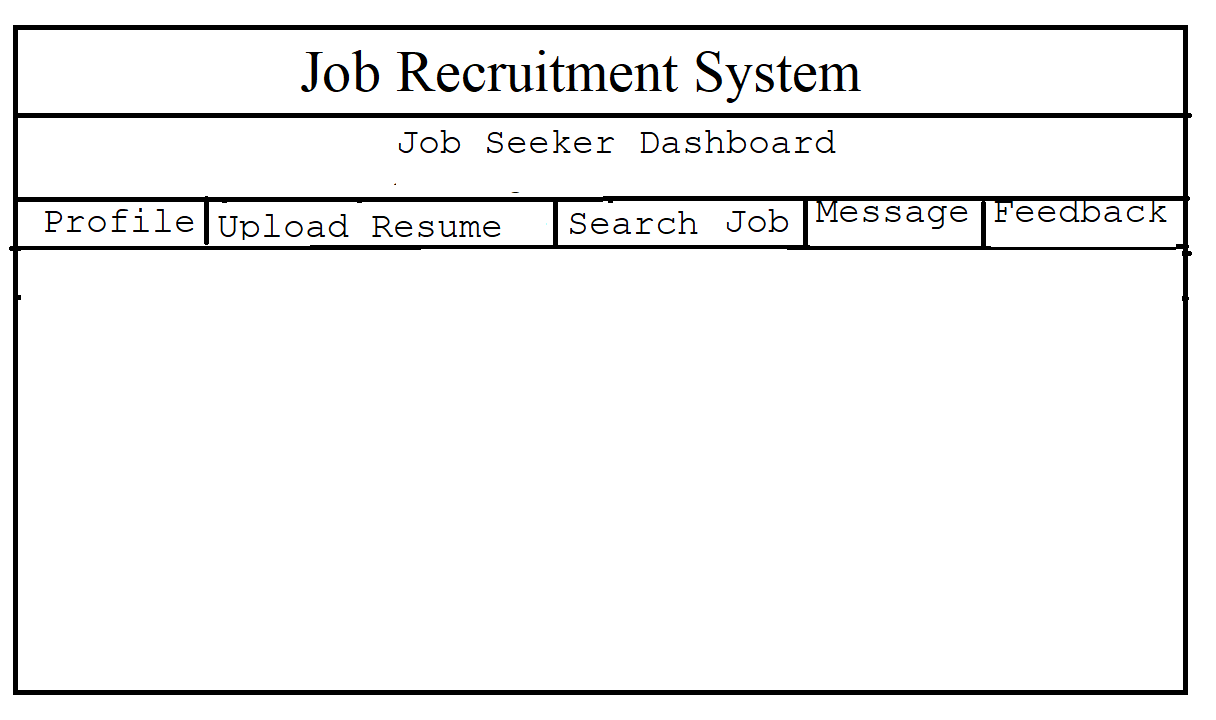 Job Recruitment System
Job Seeker Dashboard
Profile Upload Resume Search Job Message Feedback